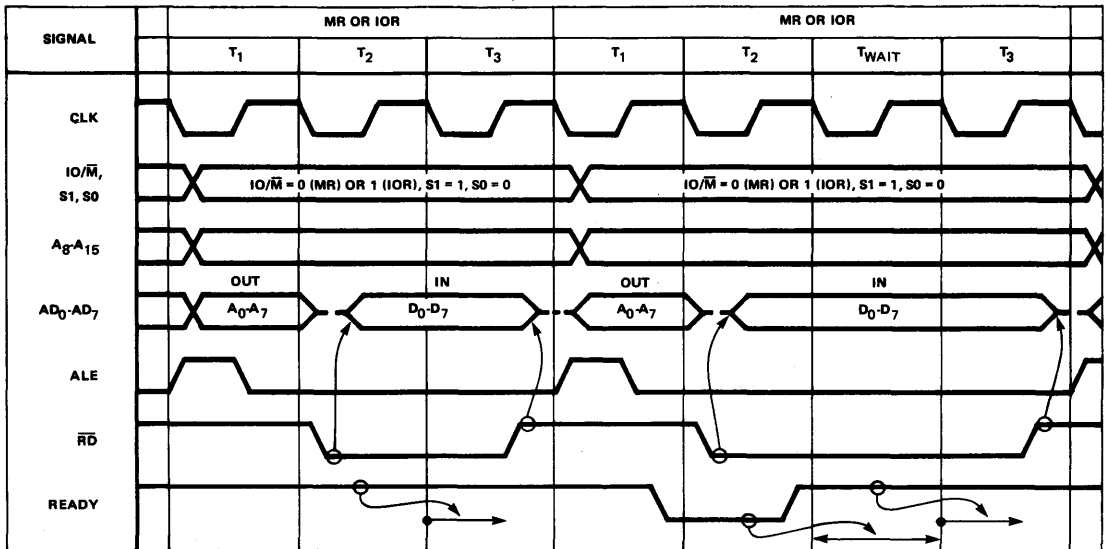 SIGNAL
MR OR IOR
MR OR IOR
T1 T2 T3 T1 T2 TWAIT T3
CLK
IO/M̅,
S1, S0
IO/M̅ = 0 (MR) OR 1 (IOR), S1 = 1, S0 = 0
IO/M̅ = 0 (MR) OR 1 (IOR), S1 = 1, S0 = 0
A8-A15
OUT IN OUT IN
AD0-AD7
A0-A7 D0-D7 A0-A7 D0-D7
ALE
R̅D̅
READY